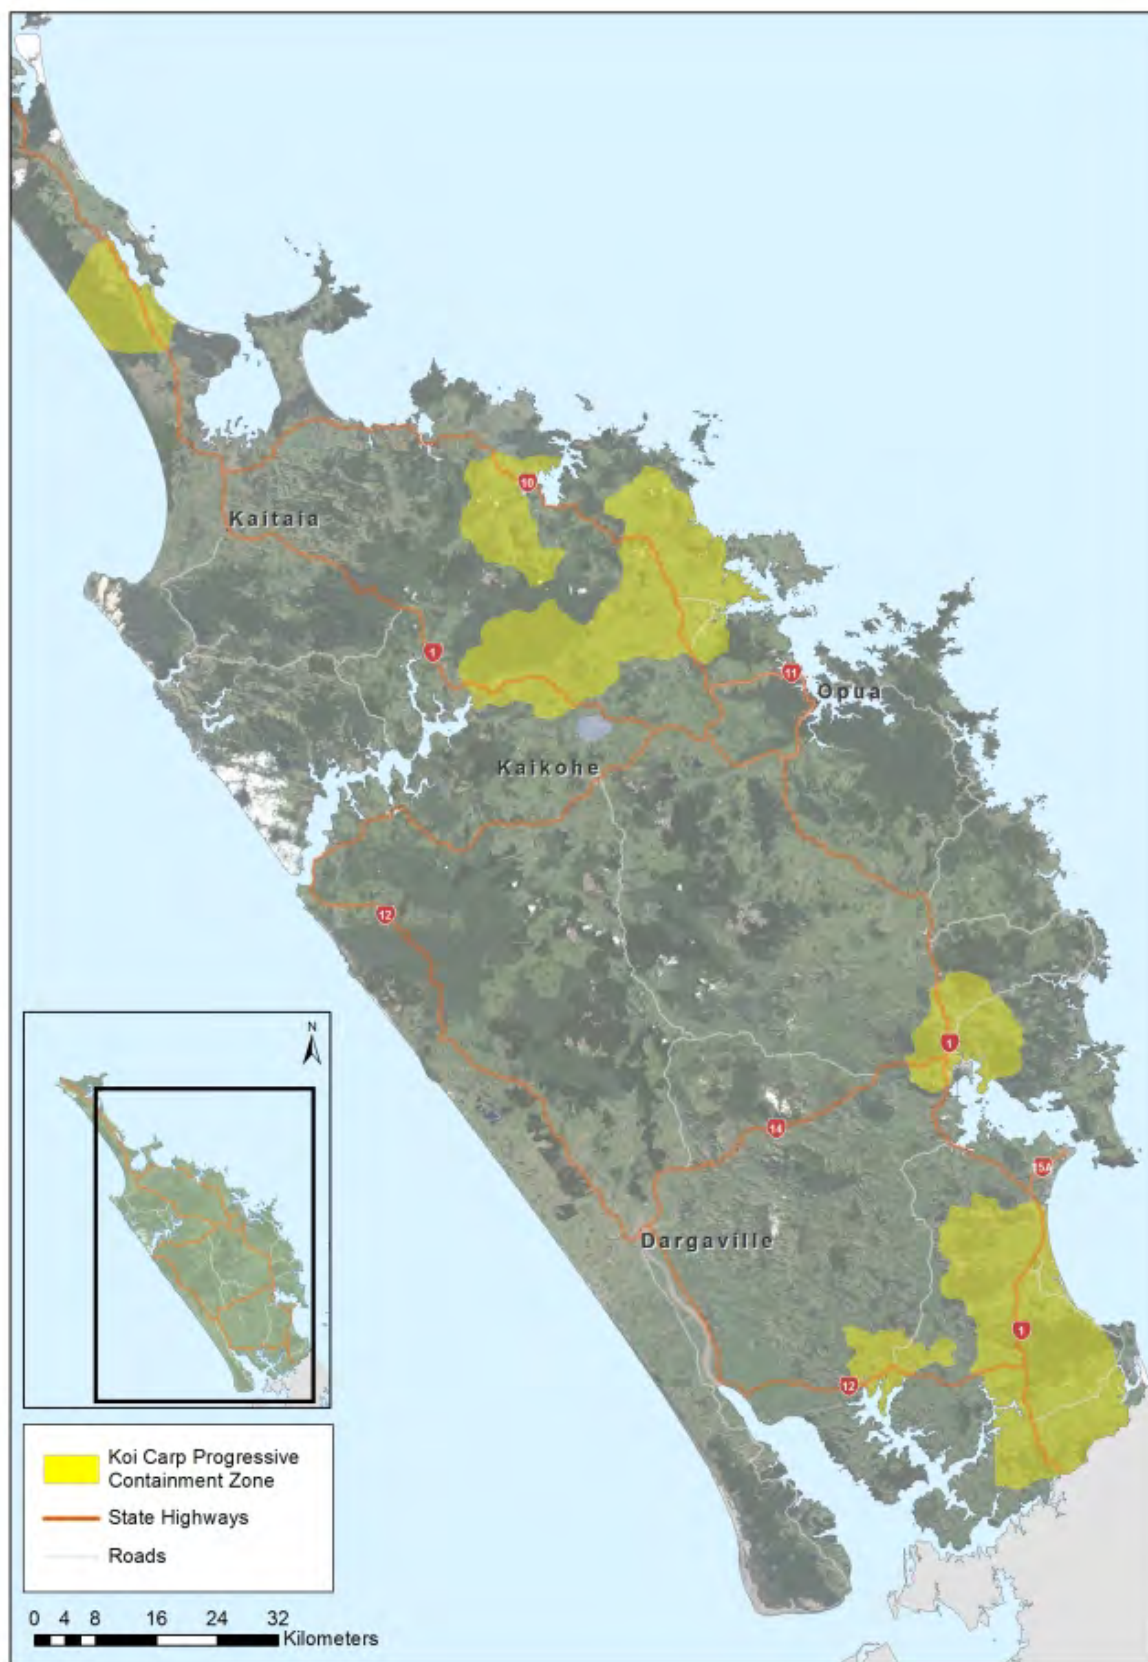 10
Kaitaia
1
11
Opua
Kaikohe
12
N
1
14
15A
Dargaville
1
12
Koi Carp Progressive
Containment Zone
State Highways
Roads
0 4 8 16 24 32
Kilometers